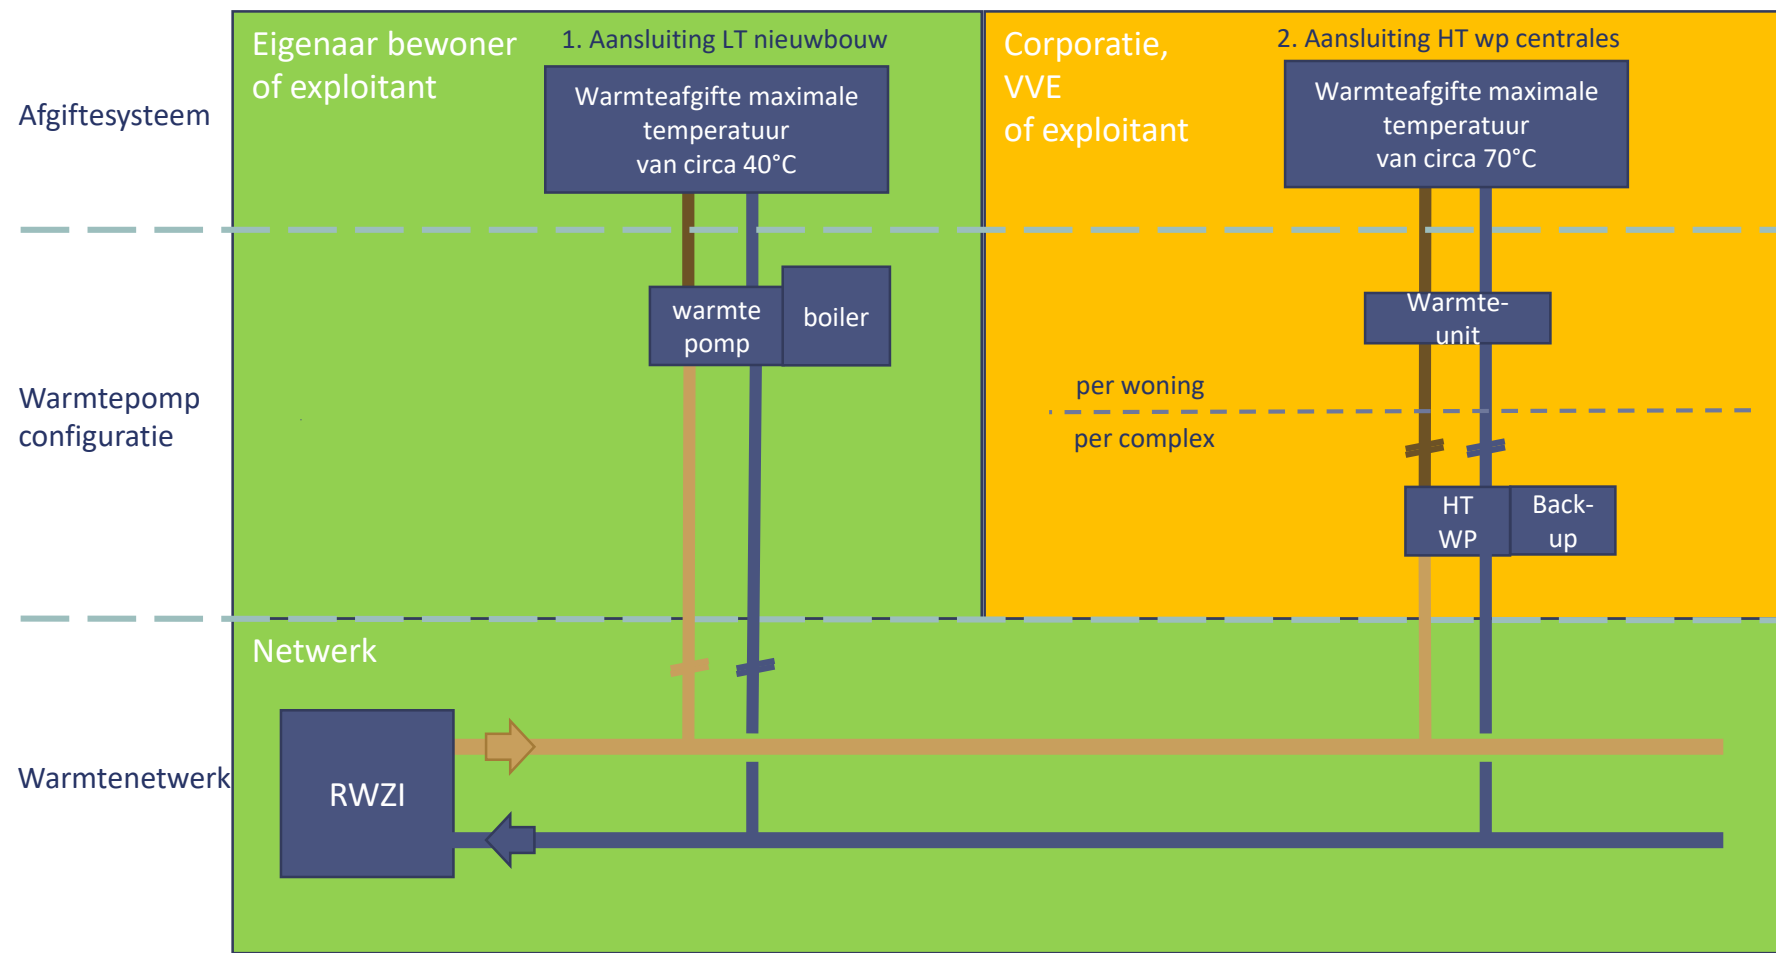 Eigenaar bewoner
of exploitant
1. Aansluiting LT nieuwbouw
Warmteafgifte maximale
temperatuur
van circa 40°C
Corporatie,
VVE
of exploitant
2. Aansluiting HT wp centrales
Warmteafgifte maximale
temperatuur
van circa 70°C
Afgiftesysteem
warmte
pomp
boiler
Warmte-
unit
per woning
per complex
Warmtepomp
configuratie
HT
WP
Back-
up
Netwerk
RWZI
Warmtenetwerk